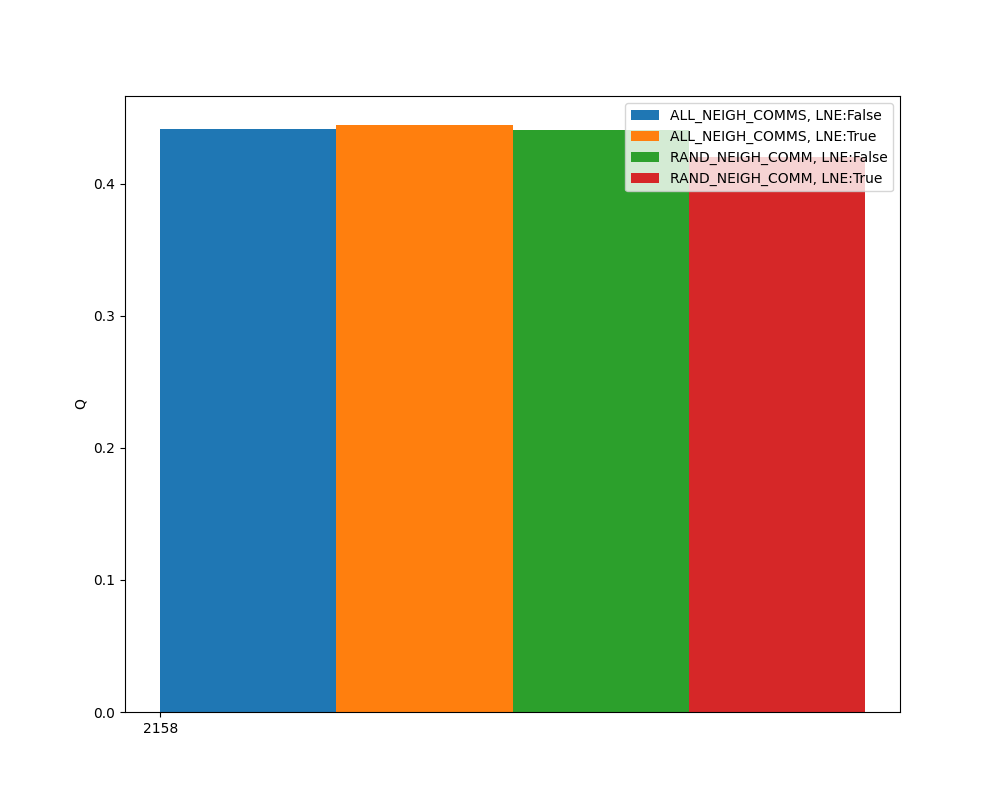 ALL_NEIGH_COMMS, LNE:False
ALL_NEIGH_COMMS, LNE:True
RAND_NEIGH_COMM, LNE:False
RAND_NEIGH_COMM, LNE:True
0.4
0.3
Q
0.2
0.1
0.0
2158